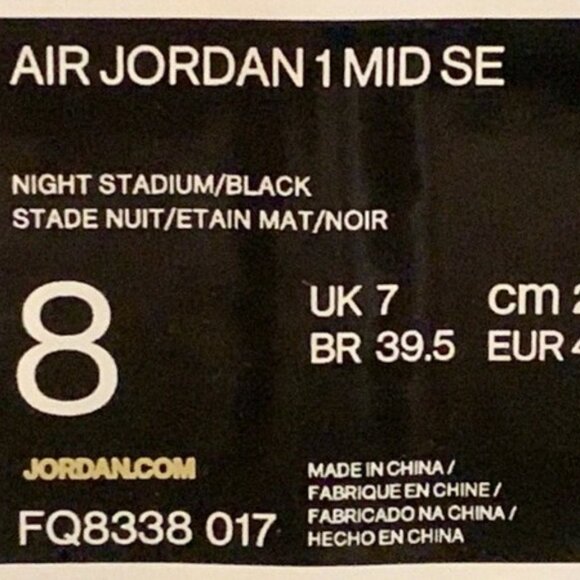 AIR JORDAN 1 MID SE
NIGHT STADIUM/BLACK
STADE NUIT/ETAIN MAT/NOIR
8
UK 7 cm
BR 39.5 EUR
JORDAN.COM
FQ8338 017
MADE IN CHINA /
FABRIQUE EN CHINE /
FABRICADO NA CHINA /
HECHO EN CHINA